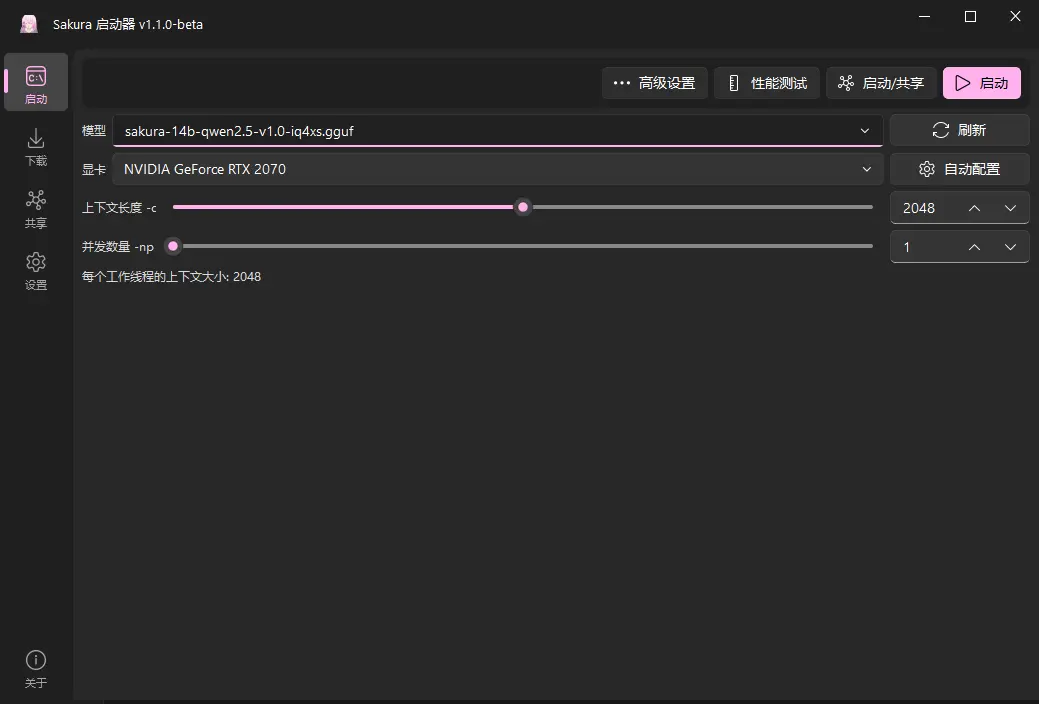 Sakura 启动器 v1.1.0-beta
启动
下载
共享
设置
关于
高级设置 性能测试 启动/共享 启动
模型 sakura-14b-qwen2.5-v1.0-iq4xs.gguf 刷新
显卡 NVIDIA GeForce RTX 2070 自动配置
上下文长度 -c 2048
并发数量 -np 1
每个工作线程的上下文大小: 2048